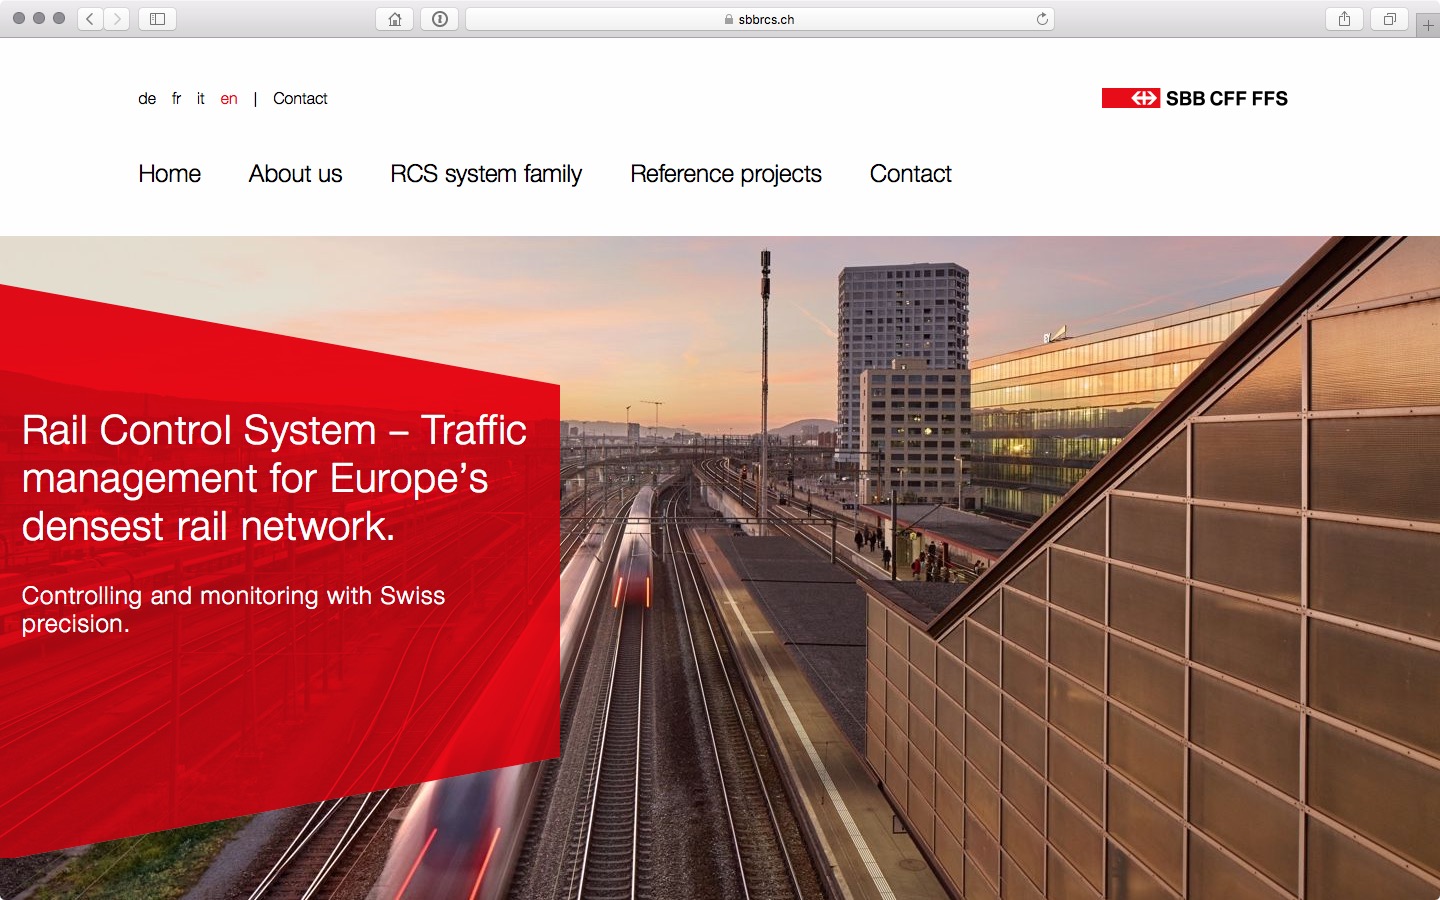 sbbrcs.ch
de fr it en | Contact
SBB CFF FFS
Home About us RCS system family Reference projects Contact
Rail Control System – Traffic
management for Europe’s
densest rail network.
Controlling and monitoring with Swiss
precision.